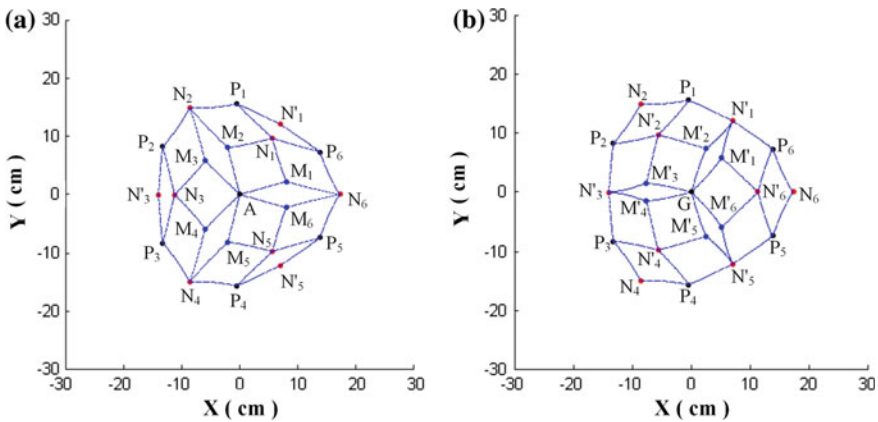 (a)
30
20
10
0
-10
-20
-30
Y ( cm )
-30 -20 -10 0 10 20 30
X ( cm )
N₂ P₁ N'₁
P₂ M₂ N₁ P₆
M₃ M₁
N'₃ N₃ A N₆
M₄ M₆
P₃ M₅ N₅ P₅
N₄ P₄ N'₅
(b)
30
20
10
0
-10
-20
-30
Y ( cm )
-30 -20 -10 0 10 20 30
X ( cm )
N₂ P₁ N'₁
P₂ N'₂ M'₂ P₆
M'₃ M'₁
N'₃ G N'₆ N₆
M'₄ M'₆
P₃ N'₄ M'₅ P₅
N₄ P₄ N'₅